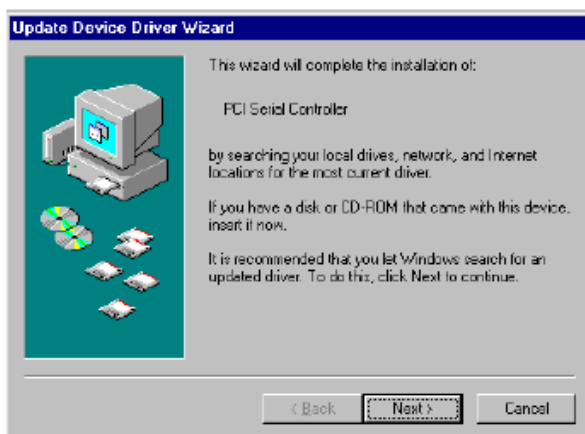 Update Device Driver Wizard
This wizard will complete the installation of:
PCI Serial Controller
by searching your local drives, network, and Internet
locations for the most current driver.
If you have a disk or CD-ROM that came with this device,
insert it now.
It is recommended that you let Windows search for an
updated driver. To do this, click Next to continue.
< Back
Next >
Cancel